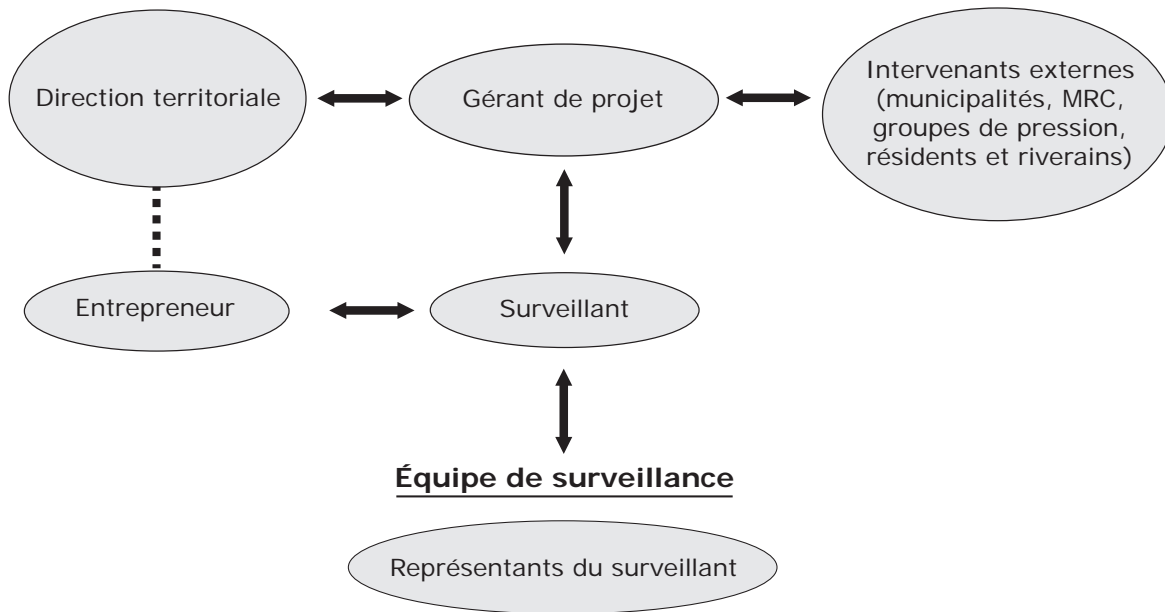 Direction territoriale
Gérant de projet
Intervenants externes
(municipalités, MRC,
groupes de pression,
résidents et riverains)
Entrepreneur
Surveillant
Équipe de surveillance
Représentants du surveillant